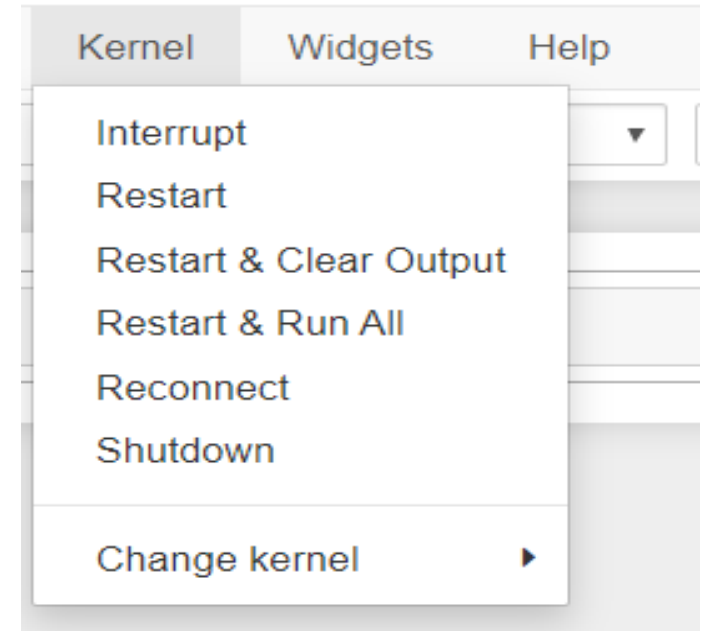 Kernel Widgets Help
Interrupt
Restart
Restart & Clear Output
Restart & Run All
Reconnect
Shutdown
Change kernel